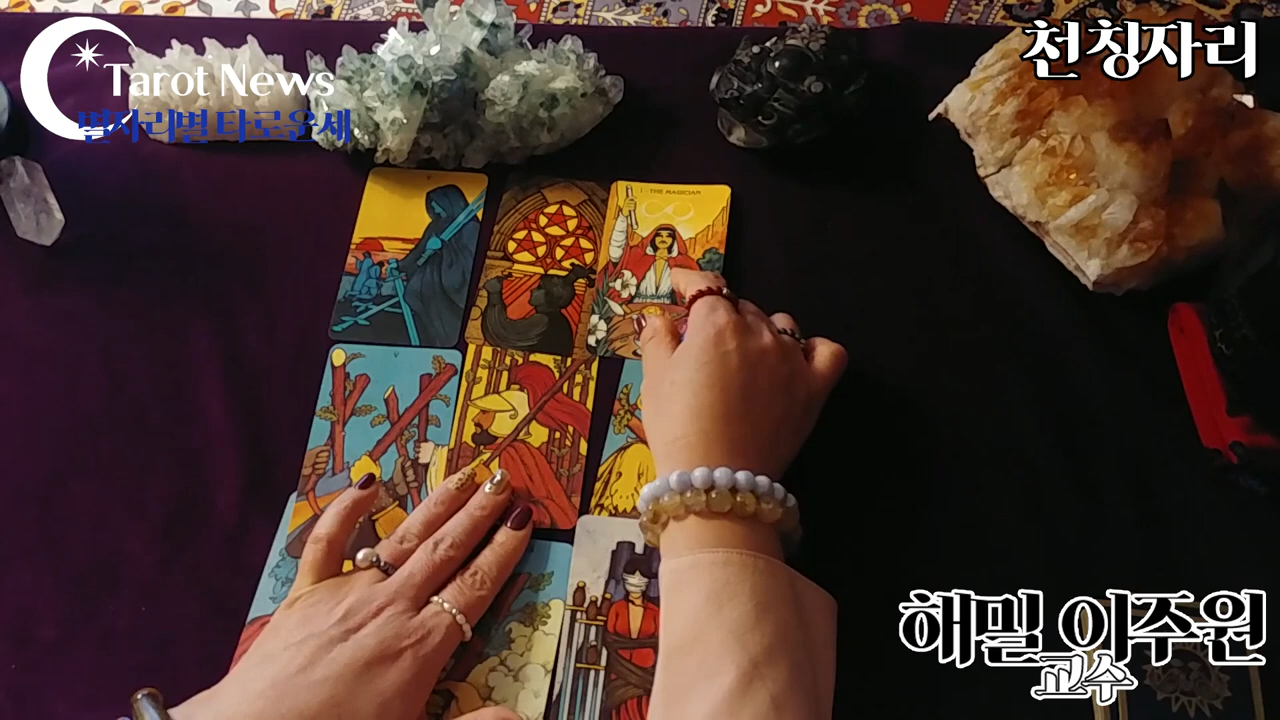 Tarot News
별자리별 타로운세
천칭자리
V
I · THE MAGICIAN
V
해밀 이주원
교수